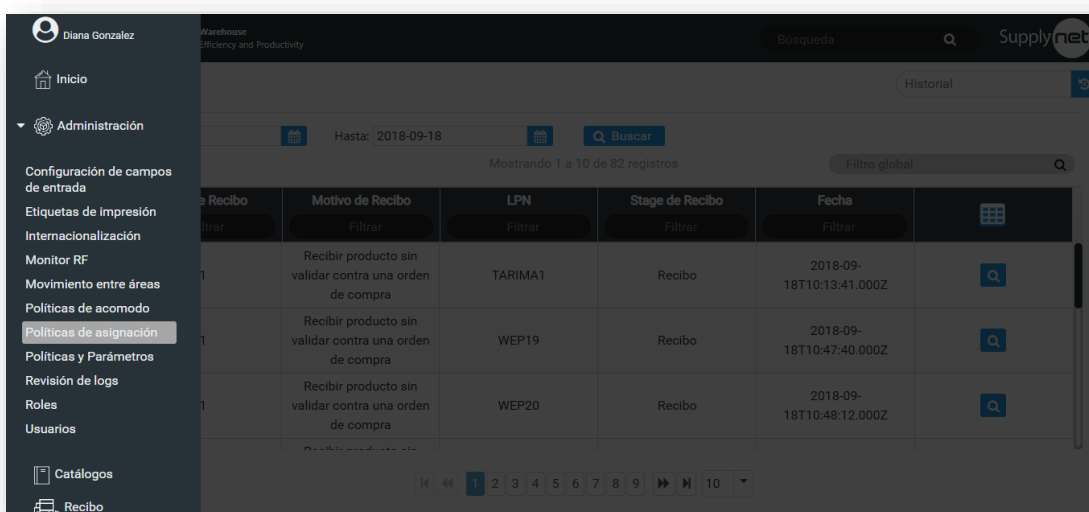 Diana Gonzalez
Warehouse
Efficiency and Productivity
Búsqueda
Supplynet
Inicio
Historial
Administración
Hasta: 2018-09-18
Buscar
Mostrando 1 a 10 de 82 registros
Filtro global
Configuración de campos
de entrada
Etiquetas de impresión
Internacionalización
Monitor RF
Movimiento entre áreas
Políticas de acomodo
Políticas de asignación
Políticas y Parámetros
Revisión de logs
Roles
Usuarios
Catálogos
Recibo
Recibo Motivo de Recibo LPN Stage de Recibo Fecha
Filtrar Filtrar Filtrar Filtrar
Recibir producto sin
validar contra una orden
de compra
TARIMA1 Recibo
2018-09-
18T10:13:41.000Z
Recibir producto sin
validar contra una orden
de compra
WEP19 Recibo
2018-09-
18T10:47:40.000Z
Recibir producto sin
validar contra una orden
de compra
WEP20 Recibo
2018-09-
18T10:48:12.000Z
1 2 3 4 5 6 7 8 9 10